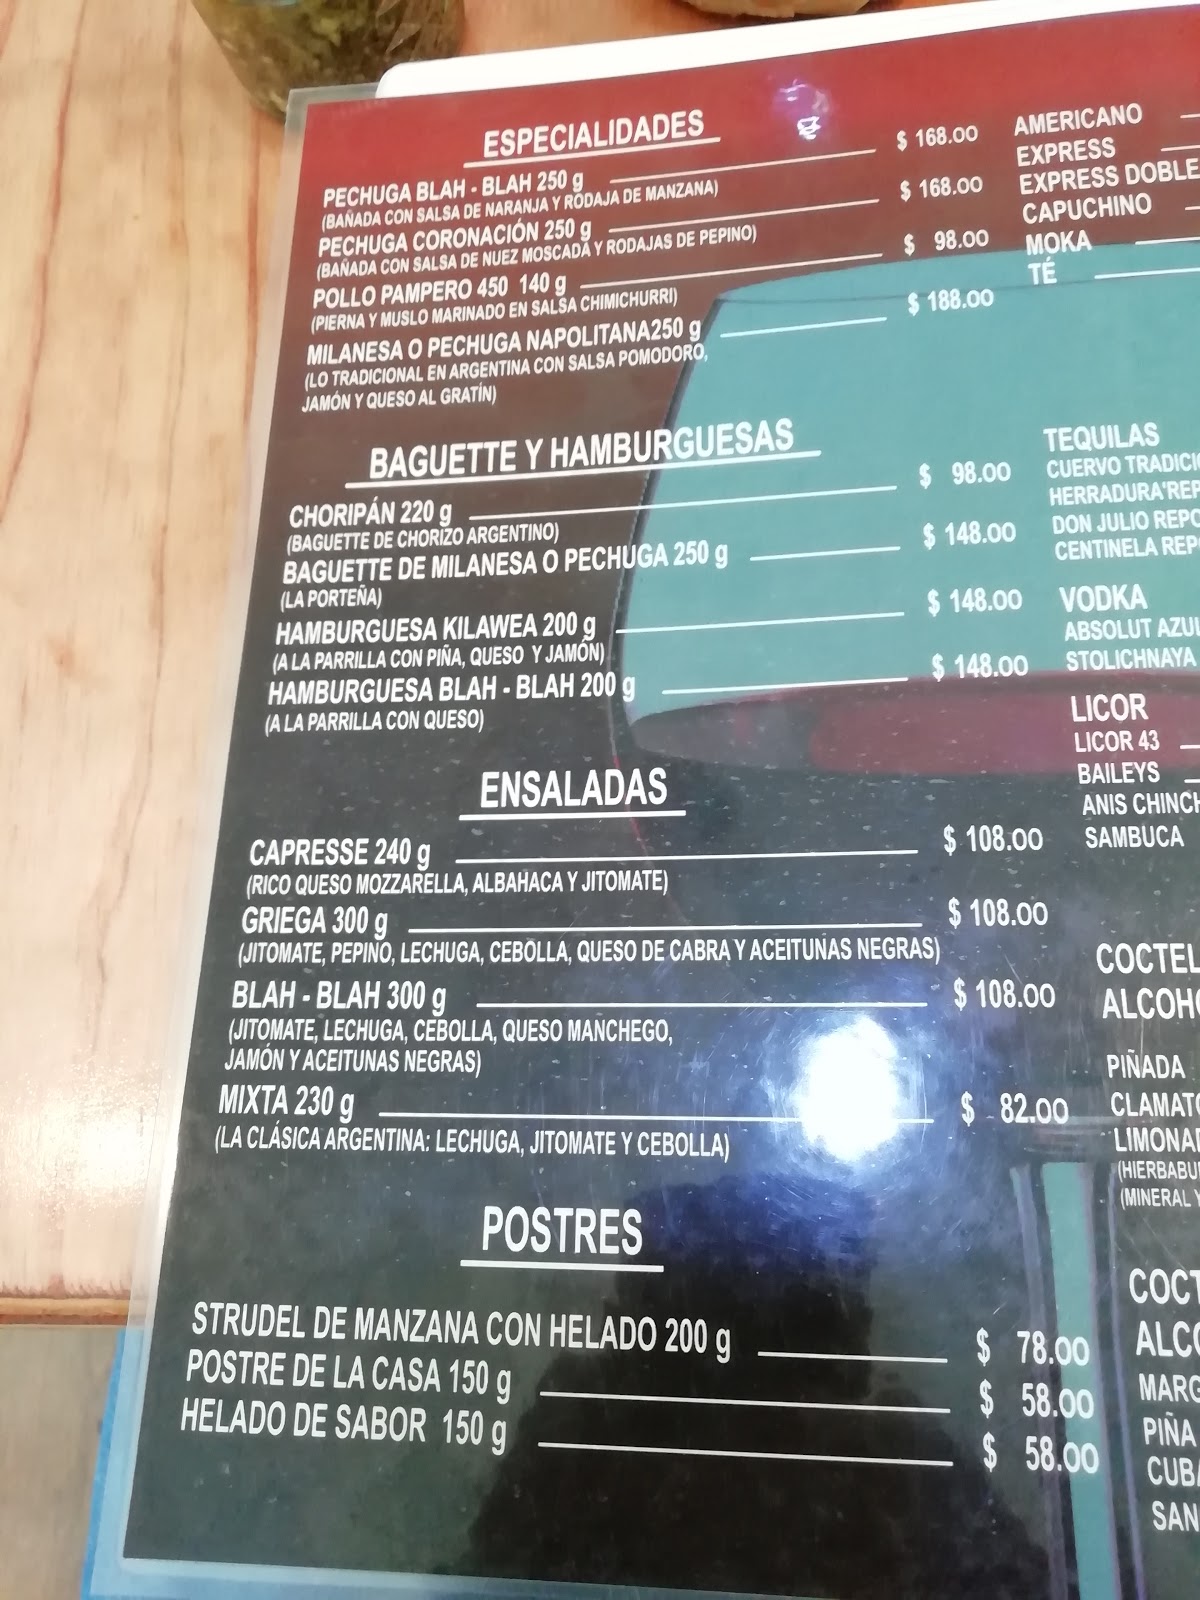 ESPECIALIDADES
PECHUGA BLAH - BLAH 250 g $ 168.00
(BAÑADA CON SALSA DE NARANJA Y RODAJA DE MANZANA)
PECHUGA CORONACIÓN 250 g $ 168.00
(BAÑADA CON SALSA DE NUEZ MOSCADA Y RODAJAS DE PEPINO)
POLLO PAMPERO 450 140 g $ 98.00
(PIERNA Y MUSLO MARINADO EN SALSA CHIMICHURRI)
MILANESA O PECHUGA NAPOLITANA250 g $ 188.00
(LO TRADICIONAL EN ARGENTINA CON SALSA POMODORO,
JAMÓN Y QUESO AL GRATÍN)
BAGUETTE Y HAMBURGUESAS
CHORIPÁN 220 g $ 98.00
(BAGUETTE DE CHORIZO ARGENTINO)
BAGUETTE DE MILANESA O PECHUGA 250 g $ 148.00
(LA PORTEÑA)
HAMBURGUESA KILAWEA 200 g $ 148.00
(A LA PARRILLA CON PIÑA, QUESO Y JAMÓN)
HAMBURGUESA BLAH - BLAH 200 g $ 148.00
(A LA PARRILLA CON QUESO)
ENSALADAS
CAPRESSE 240 g $ 108.00
(RICO QUESO MOZZARELLA, ALBAHACA Y JITOMATE)
GRIEGA 300 g $ 108.00
(JITOMATE, PEPINO, LECHUGA, CEBOLLA, QUESO DE CABRA Y ACEITUNAS NEGRAS)
BLAH - BLAH 300 g $ 108.00
(JITOMATE, LECHUGA, CEBOLLA, QUESO MANCHEGO,
JAMÓN Y ACEITUNAS NEGRAS)
MIXTA 230 g $ 82.00
(LA CLÁSICA ARGENTINA: LECHUGA, JITOMATE Y CEBOLLA)
POSTRES
STRUDEL DE MANZANA CON HELADO 200 g $ 78.00
POSTRE DE LA CASA 150 g $ 58.00
HELADO DE SABOR 150 g $ 58.00
AMERICANO
EXPRESS
EXPRESS DOBLE
CAPUCHINO
MOKA
TÉ
TEQUILAS
CUERVO
HERRADURA
DON JULIO
CENTINELA
VODKA
ABSOLUT AZUL
STOLICHNAYA
LICOR
LICOR 43
BAILEYS
ANIS
SAMBUCA
PIÑADA
PIÑA